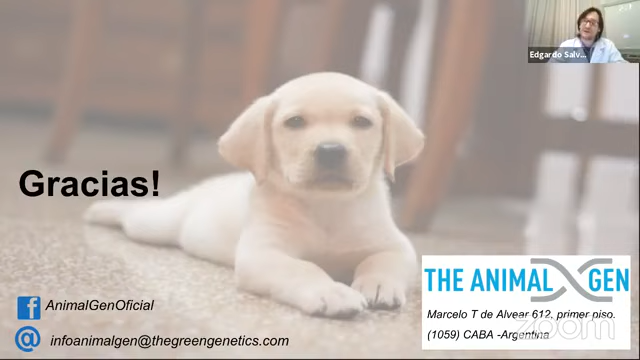 Edgardo Salv...
Gracias!
AnimalGenOficial
infoanimalgen@thegreengenetics.com
THE ANIMAL GEN
Marcelo T de Alvear 612, primer piso.
(1059) CABA -Argentina
zoom